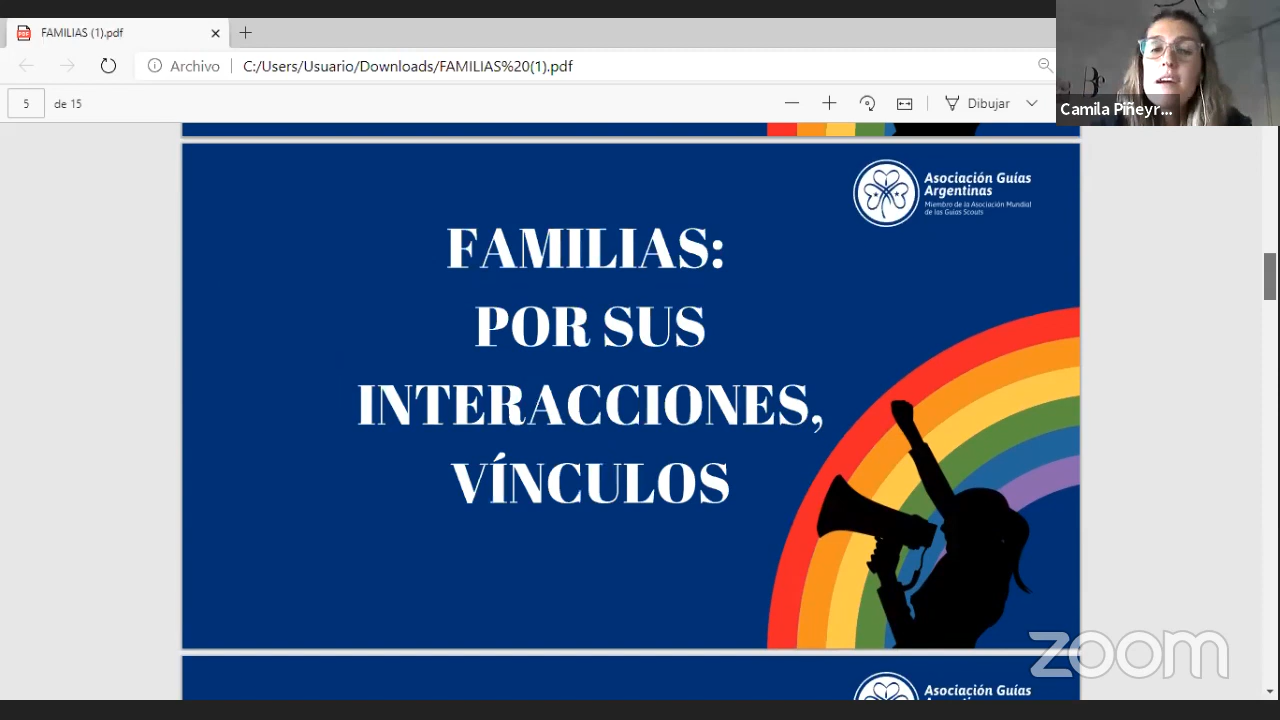 FAMILIAS (1).pdf
Archivo
C:/Users/Usuario/Downloads/FAMILIAS%20(1).pdf
5 de 15
Dibujar
Camila Piñeyr...
Asociación Guías
Argentinas
Miembro de la Asociación Mundial
de las Guías Scouts
FAMILIAS:
POR SUS
INTERACCIONES,
VÍNCULOS
zoom
Asociación Guías